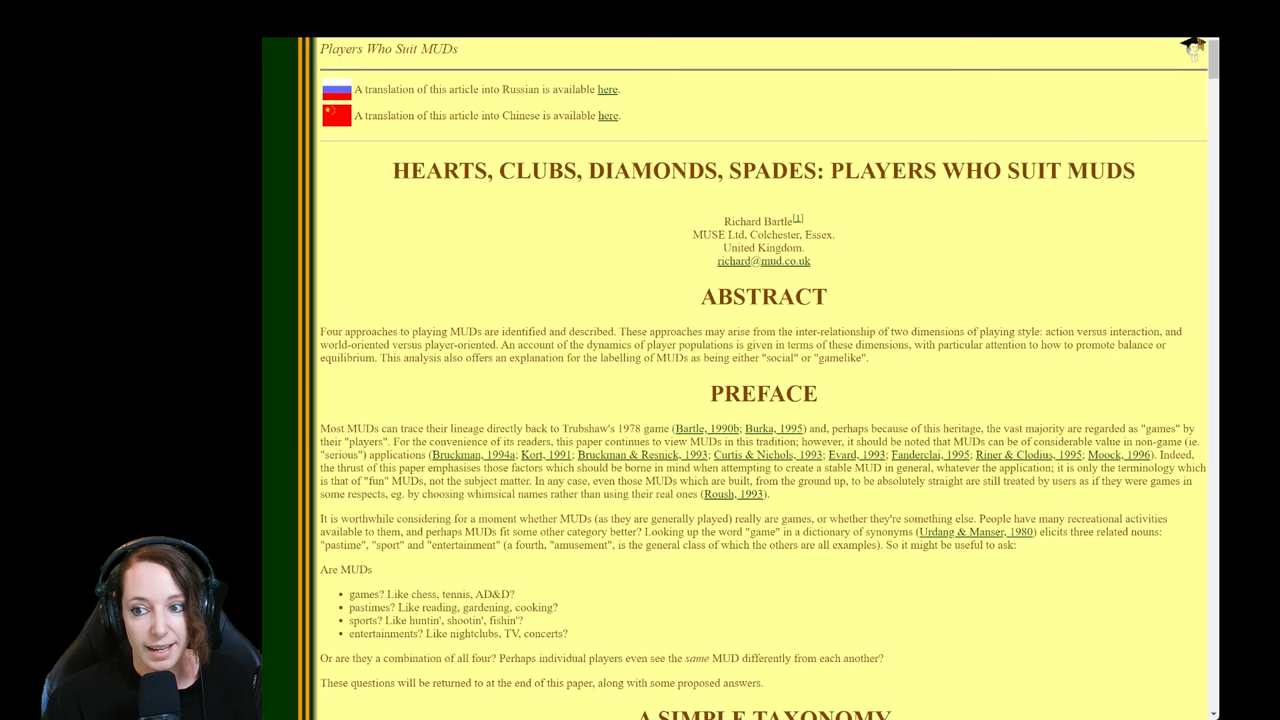 Players Who Suit MUDs
A translation of this article into Russian is available here.
A translation of this article into Chinese is available here.
HEARTS, CLUBS, DIAMONDS, SPADES: PLAYERS WHO SUIT MUDS
Richard Bartle[1]
MUSE Ltd, Colchester, Essex.
United Kingdom.
richard@mud.co.uk
ABSTRACT
Four approaches to playing MUDs are identified and described. These approaches may arise from the inter-relationship of two dimensions of playing style: action versus interaction, and
world-oriented versus player-oriented. An account of the dynamics of player populations is given in terms of these dimensions, with particular attention to how to promote balance or
equilibrium. This analysis also offers an explanation for the labelling of MUDs as being either "social" or "gamelike".
PREFACE
Most MUDs can trace their lineage directly back to Trubshaw's 1978 game (Bartle, 1990b; Burka, 1995) and, perhaps because of this heritage, the vast majority are regarded as "games" by
their "players". For the convenience of its readers, this paper continues to view MUDs in this tradition; however, it should be noted that MUDs can be of considerable value in non-game (ie.
"serious") applications (Bruckman, 1994a; Kort, 1991; Bruckman & Resnick, 1993; Curtis & Nichols, 1993; Evard, 1993; Fanderclai, 1995; Riner & Clodius, 1995; Moock, 1996). Indeed,
the thrust of this paper emphasises those factors which should be borne in mind when attempting to create a stable MUD in general, whatever the application; it is only the terminology which
is that of "fun" MUDs, not the subject matter. In any case, even those MUDs which are built, from the ground up, to be absolutely straight are still treated by users as if they were games in
some respects, eg. by choosing whimsical names rather than using their real ones (Roush, 1993).
It is worthwhile considering for a moment whether MUDs (as they are generally played) really are games, or whether they're something else. People have many recreational activities
available to them, and perhaps MUDs fit some other category better? Looking up the word "game" in a dictionary of synonyms (Urdang & Manser, 1980) elicits three related nouns:
"pastime", "sport" and "entertainment" (a fourth, "amusement", is the general class of which the others are all examples). So it might be useful to ask:
Are MUDs
• games? Like chess, tennis, AD&D?
• pastimes? Like reading, gardening, cooking?
• sports? Like huntin', shootin', fishin'?
• entertainments? Like nightclubs, TV, concerts?
Or are they a combination of all four? Perhaps individual players even see the same MUD differently from each another?
These questions will be returned to at the end of this paper, along with some proposed answers.
A SIMPLE TAXONOMY